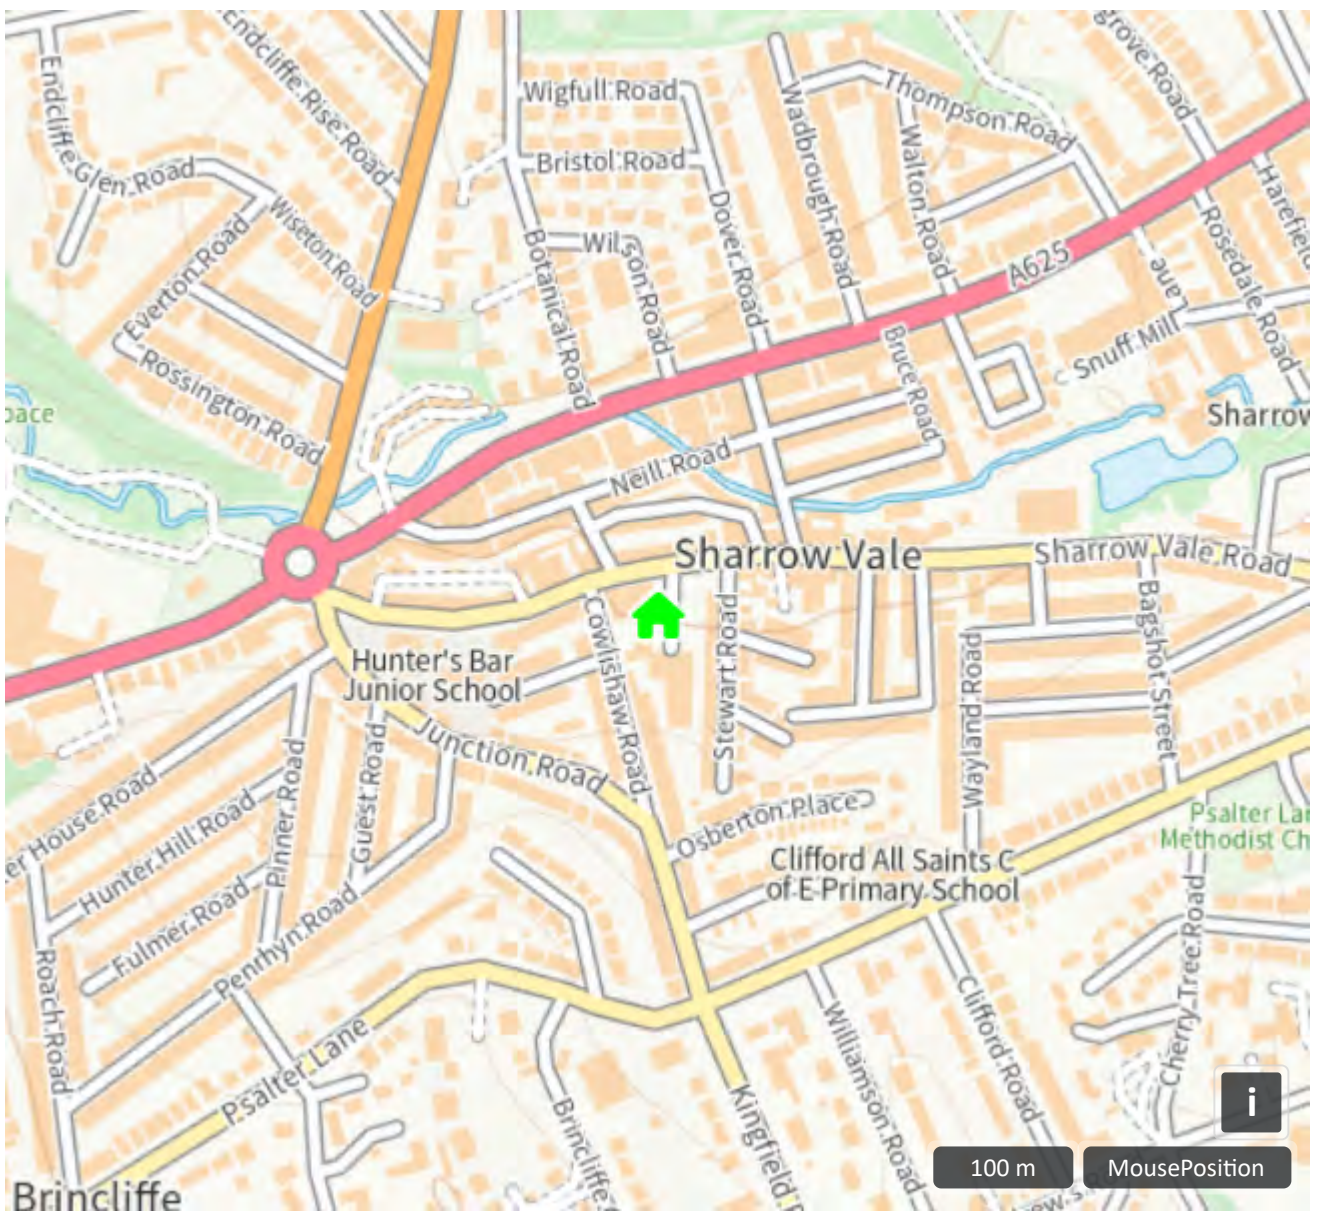 Endcliffe Rise Road
grove Road
Endcliffe Glen Road
Wigfull Road
Wadbrough Road
Thompson Road
Walton Road
Bristol Road
Harefield
Wiseton Road
Dover Road
Rosedale Road
Everton Road
Botanical Road
Wilson Road
A625
Lane
Snuff Mill
Rossington Road
Bruce Road
pace
Sharrow
Neill Road
Sharrow Vale
Sharrow Vale Road
Cowlishaw Road
Stewart Road
Bagshot Street
Hunter's Bar
Junior School
Wayland Road
Junction Road
Guest Road
Pinner Road
er House Road
Hunter Hill Road
Osberton Place
Psalter Lan
Methodist Ch
Clifford All Saints C
of E Primary School
Fulmer Road
Penrhyn Road
Cherry Tree Road
Roach Road
Psalter Lane
Williamson Road
Clifford Road
Brincliffe
Kingfield R
i
100 m
MousePosition
Brincliffe